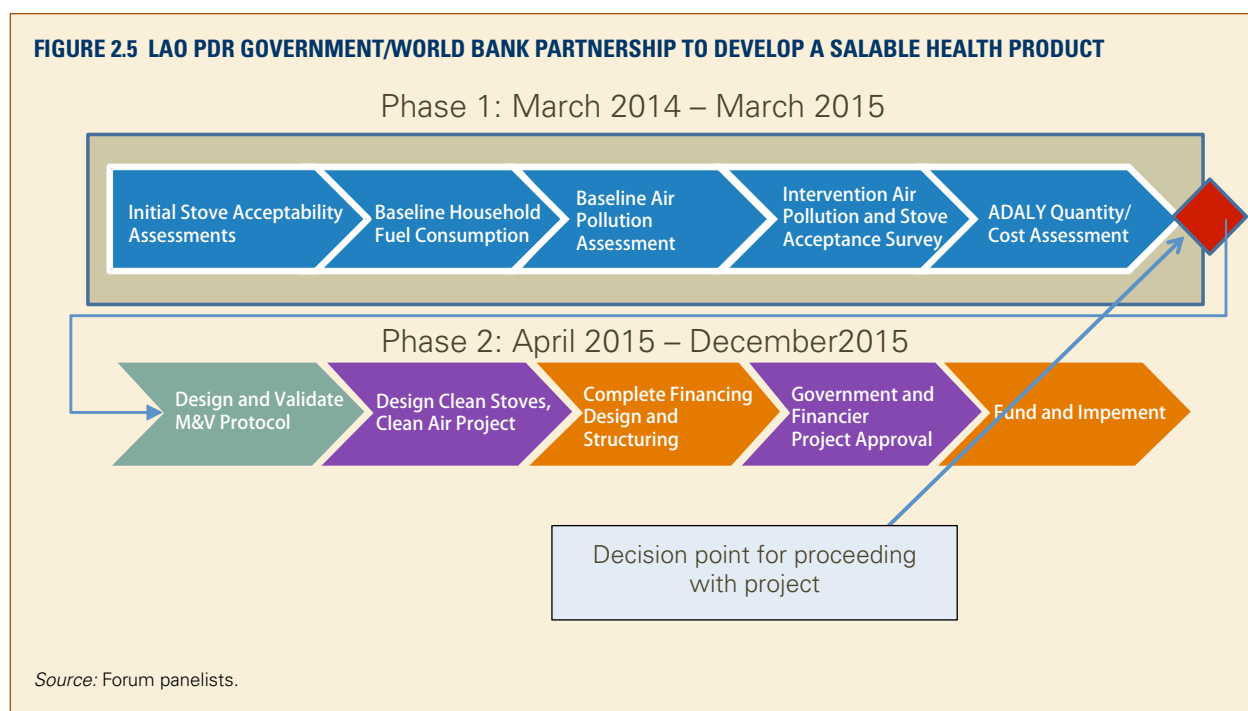 FIGURE 2.5 LAO PDR GOVERNMENT/WORLD BANK PARTNERSHIP TO DEVELOP A SALABLE HEALTH PRODUCT
Phase 1: March 2014 – March 2015
Initial Stove Acceptability
Assessments
Baseline Household
Fuel Consumption
Baseline Air
Pollution
Assessment
Intervention Air
Pollution and Stove
Acceptance Survey
ADALY Quantity/
Cost Assessment
Phase 2: April 2015 – December2015
Design and Validate
M&V Protocol
Design Clean Stoves,
Clean Air Project
Complete Financing
Design and
Structuring
Government and
Financier
Project Approval
Fund and Impement
Decision point for proceeding
with project
Source: Forum panelists.